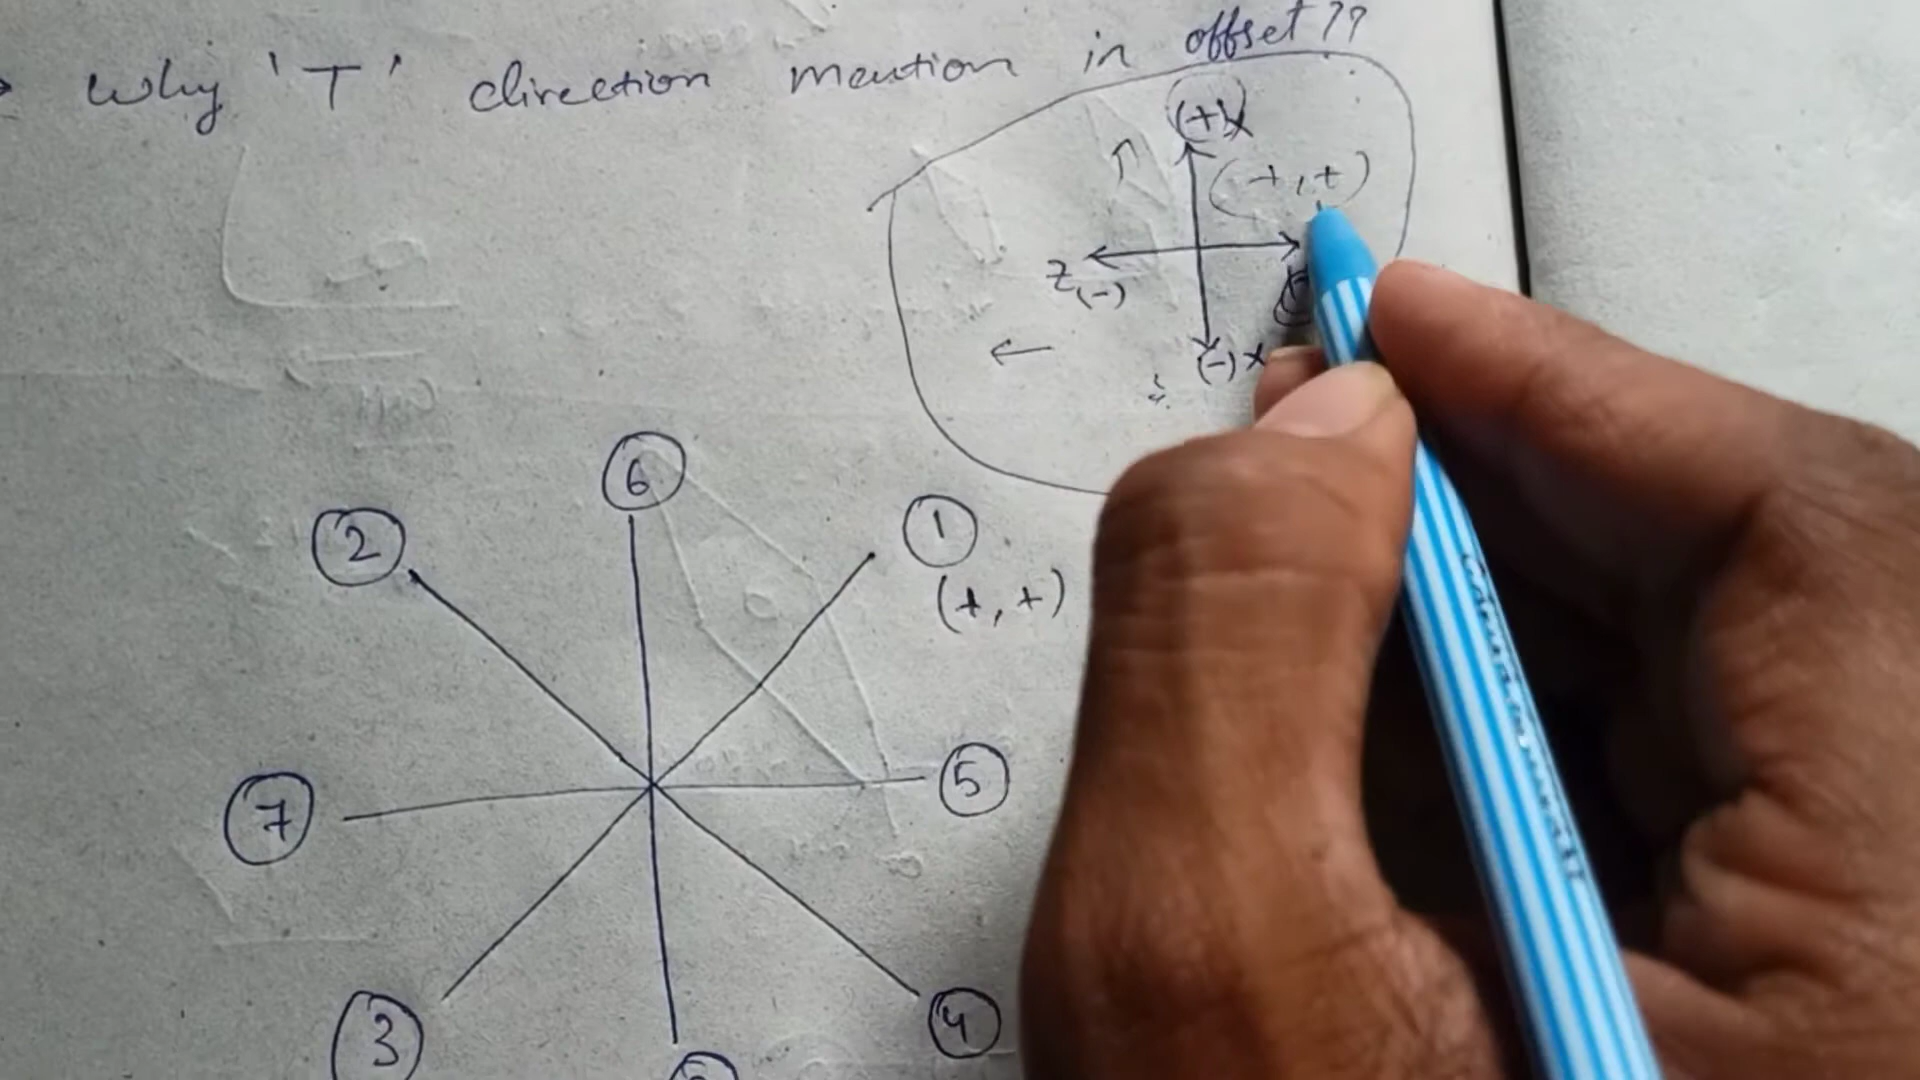 Why 'T' direction mention in offset??
(+)X
(+,+)
Z
(-)
(-)X
6
2
1
(+,+)
7
5
3
4